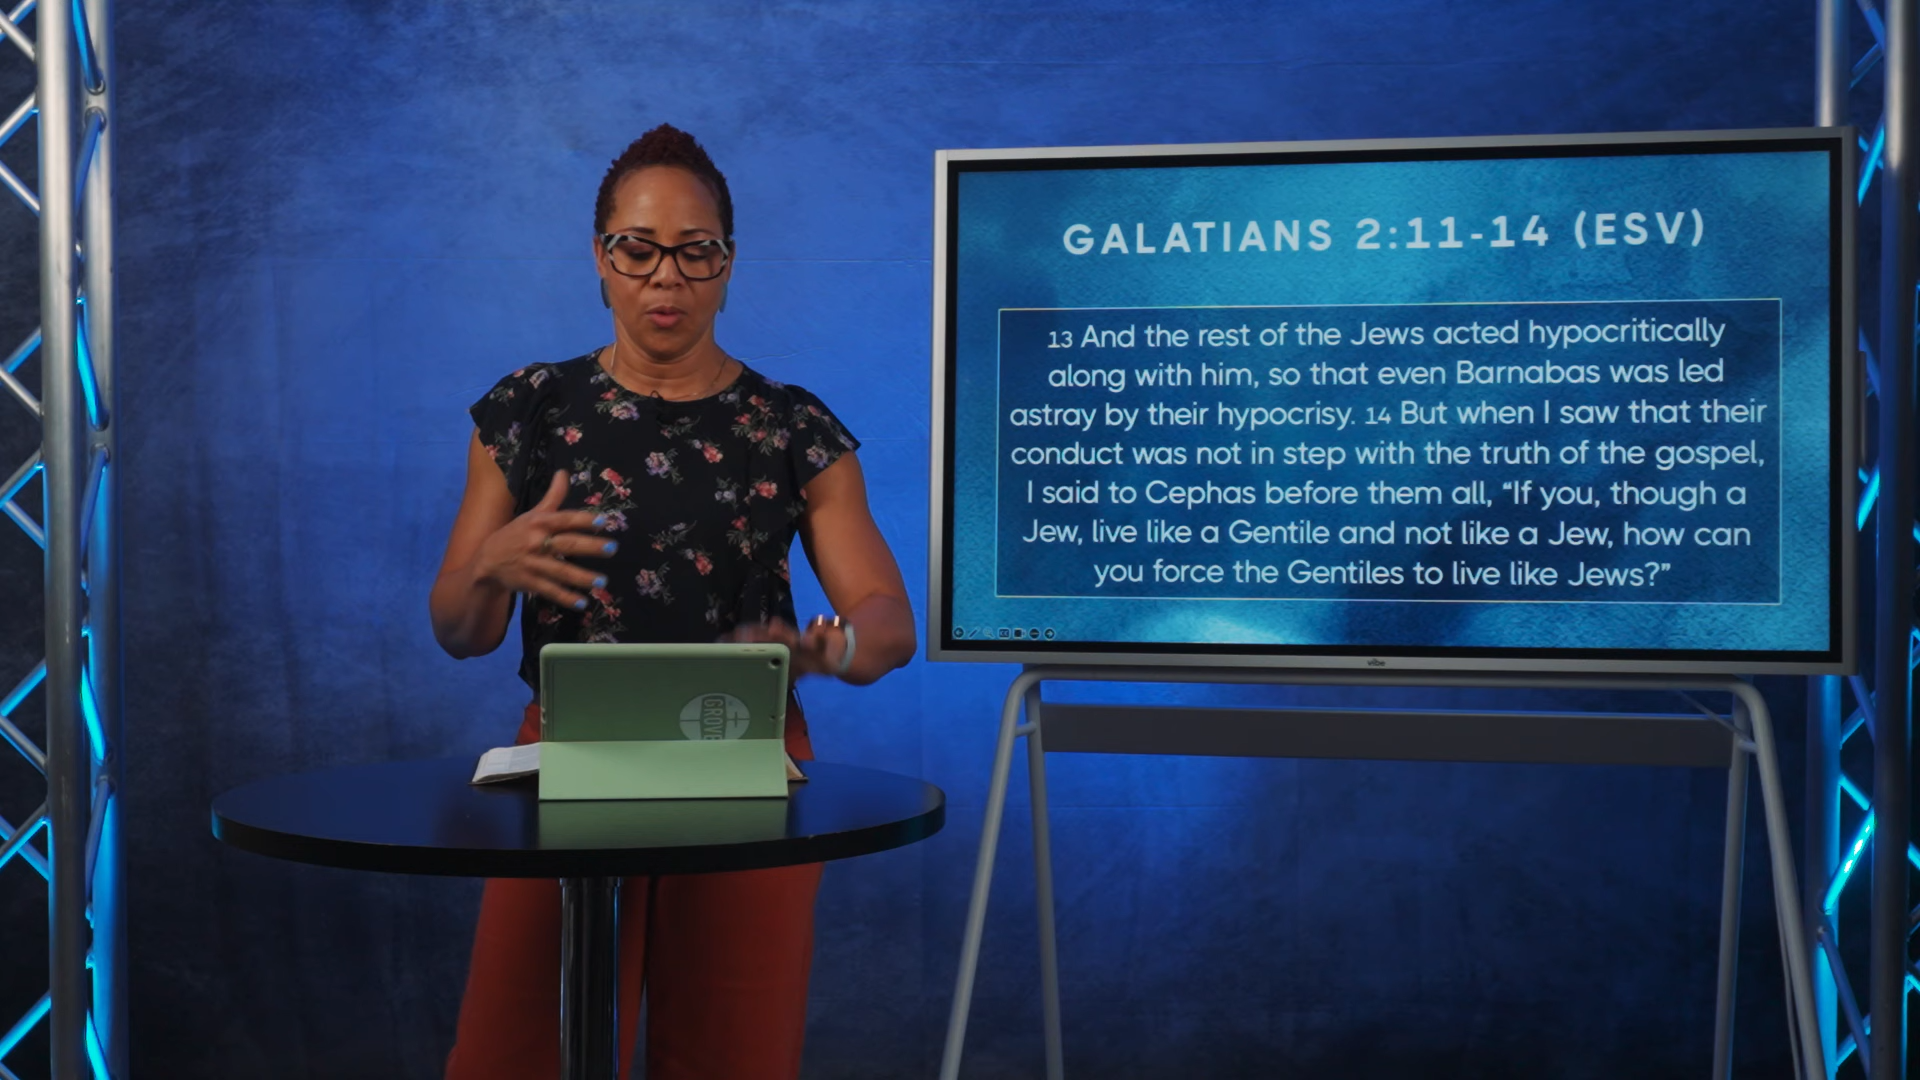 GALATIANS 2:11-14 (ESV)
13 And the rest of the Jews acted hypocritically
along with him, so that even Barnabas was led
astray by their hypocrisy. 14 But when I saw that their
conduct was not in step with the truth of the gospel,
I said to Cephas before them all, “If you, though a
Jew, live like a Gentile and not like a Jew, how can
you force the Gentiles to live like Jews?”
vibe
GROVE